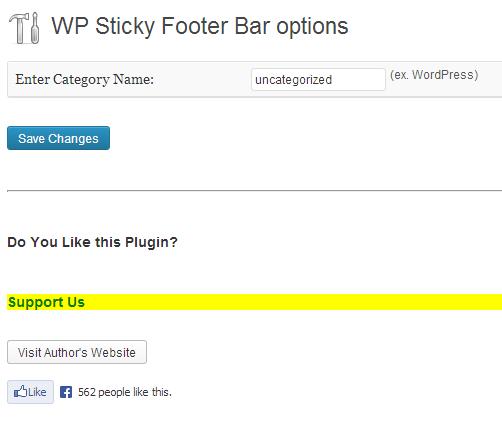 WP Sticky Footer Bar options
Enter Category Name: uncategorized (ex. WordPress)
Save Changes
Do You Like this Plugin?
Support Us
Visit Author's Website
Like 562 people like this.